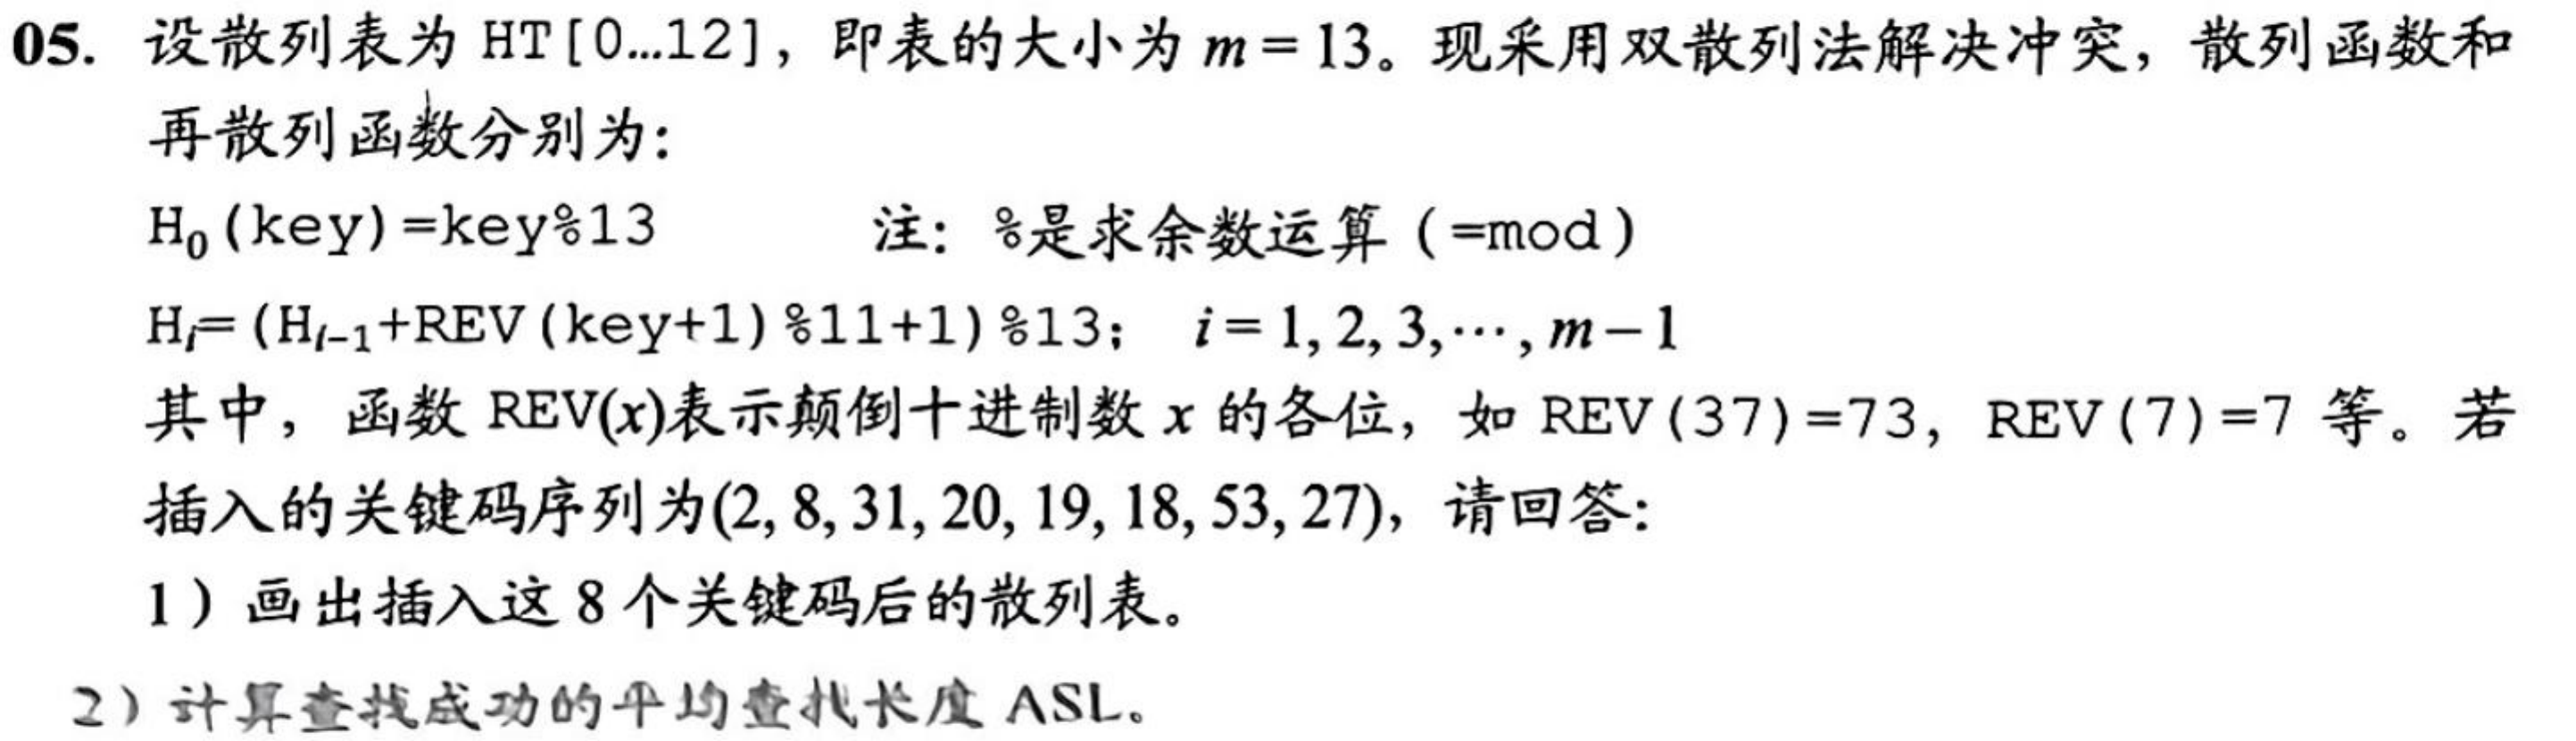 05. 设散列表为 HT[0…12]，即表的大小为 m = 13。现采用双散列法解决冲突，散列函数和
再散列函数分别为：
H₀(key)=key%13 注：%是求余数运算（=mod）
Hᵢ=(Hᵢ₋₁+REV(key+1)%11+1)%13； i = 1, 2, 3, ⋯, m − 1
其中，函数 REV(x)表示颠倒十进制数 x 的各位，如 REV(37)=73，REV(7)=7 等。若
插入的关键码序列为(2, 8, 31, 20, 19, 18, 53, 27)，请回答：
1）画出插入这 8 个关键码后的散列表。
2）计算查找成功的平均查找长度 ASL。